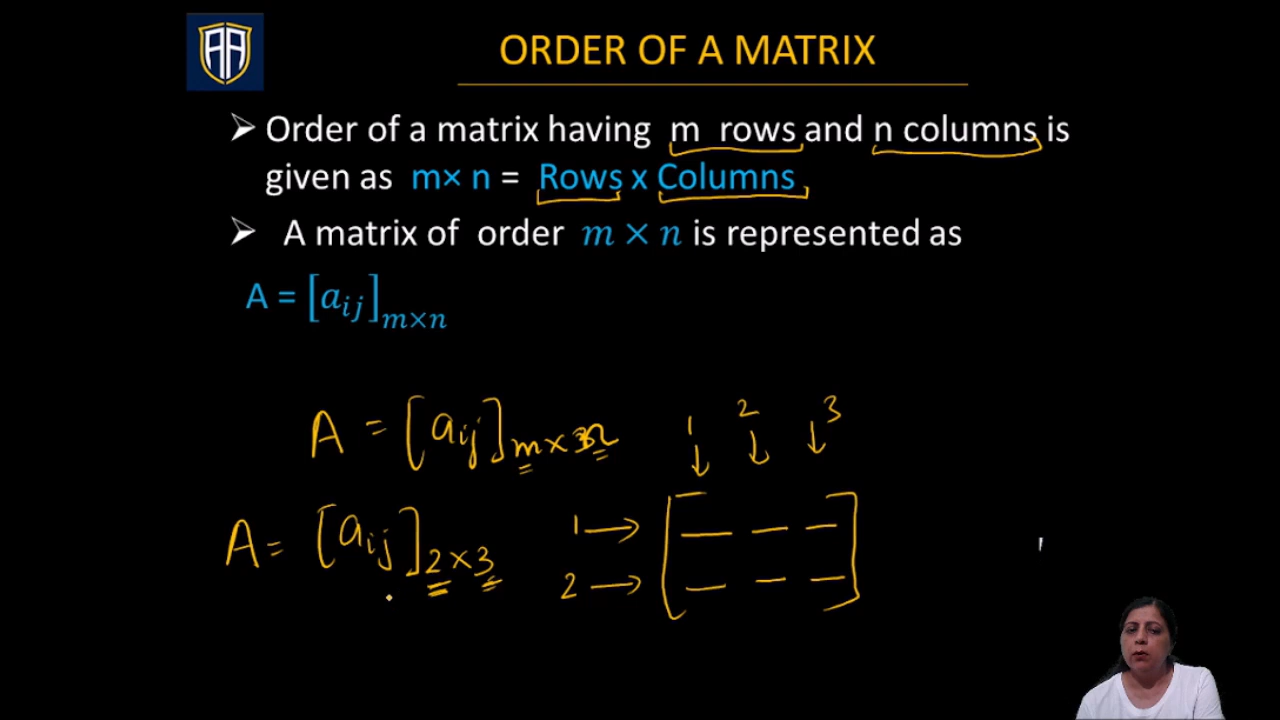 AA
ORDER OF A MATRIX
➢ Order of a matrix having m rows and n columns is
given as m× n = Rows x Columns
➢ A matrix of order m × n is represented as
A = [aij]m×n
A = [aij]m×n
1 2 3
A = [aij]2×3
1 →
2 →